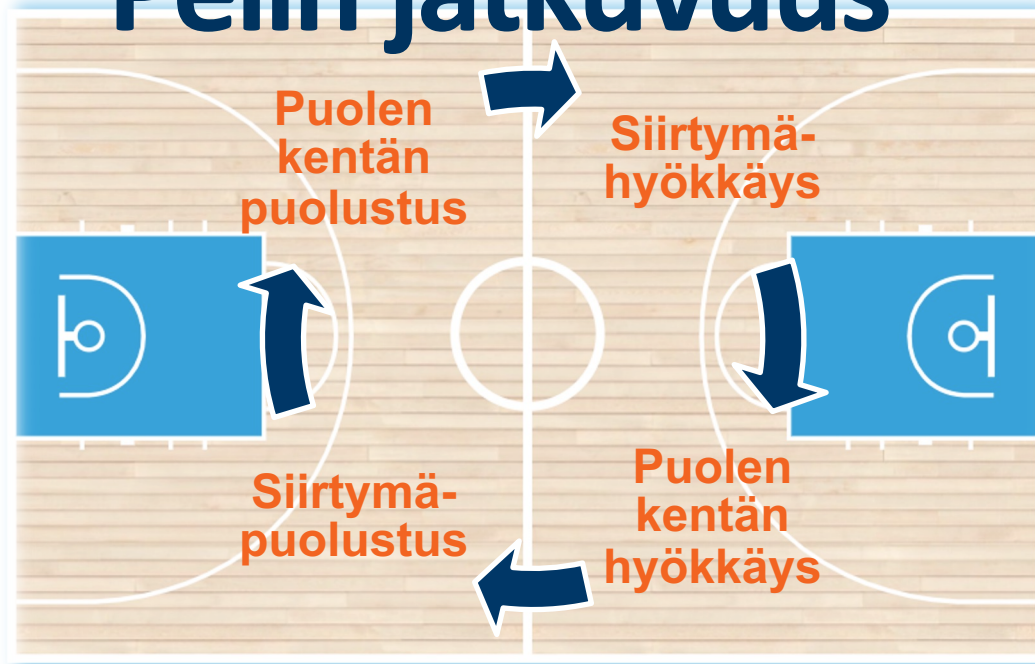 Pelin jatkuvuus
Puolen
kentän
puolustus
Siirtymä-
hyökkäys
Siirtymä-
puolustus
Puolen
kentän
hyökkäys